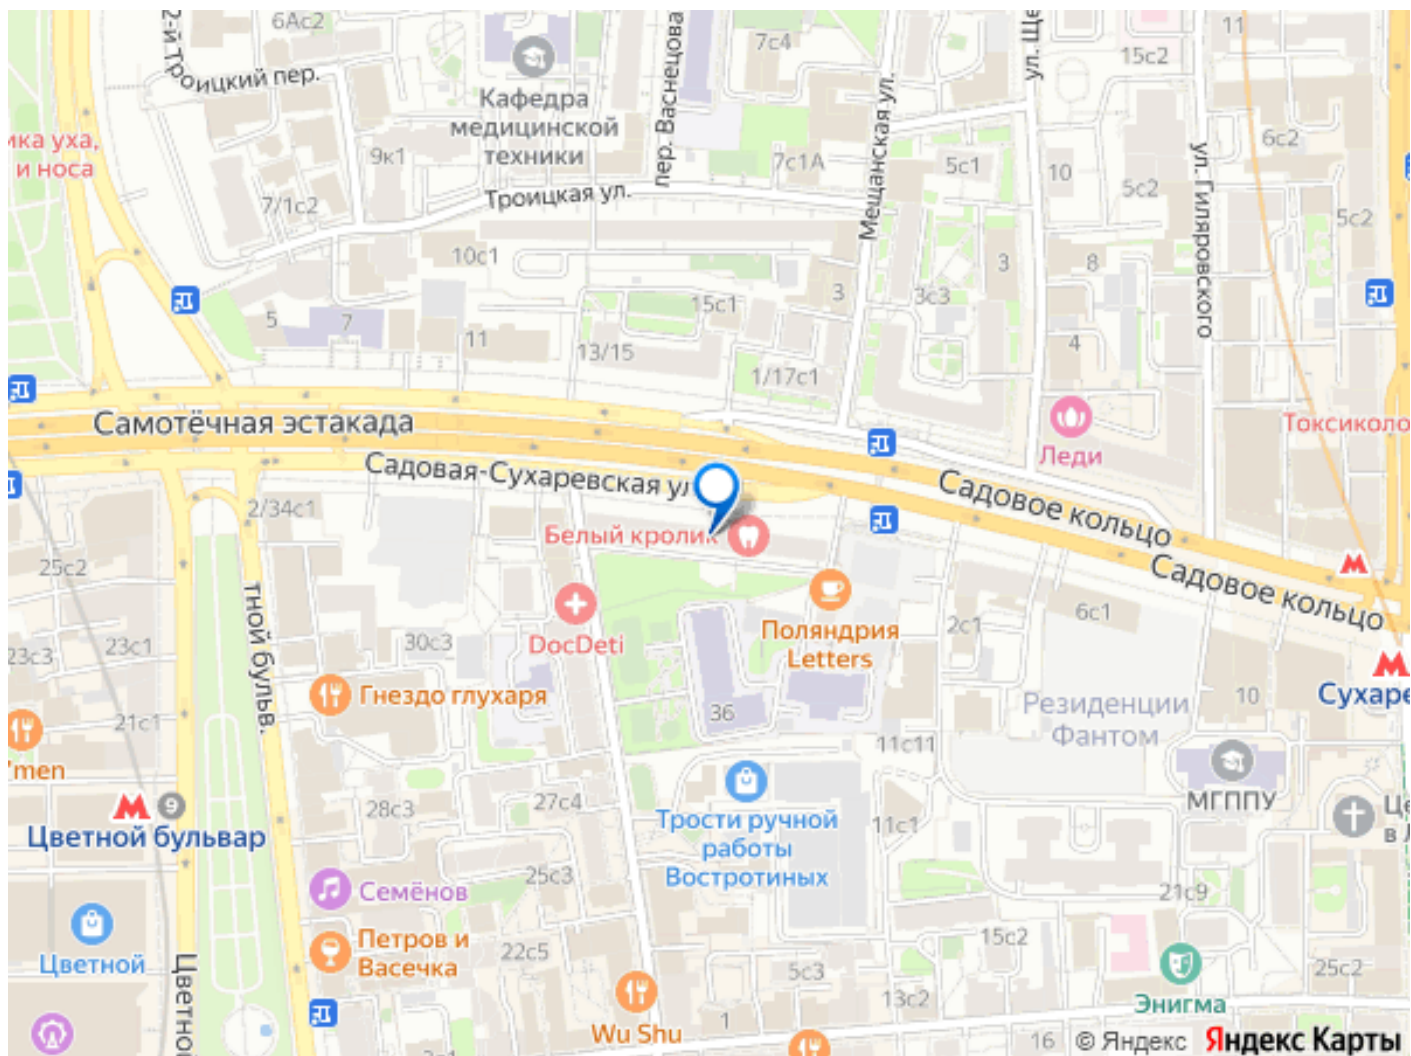 6Ас2
2-й Троицкий пер.
Кафедра
медицинской
техники
пер. Васнецова
7с4
ул. Ще
15с2
11
6с2
ика уха,
и носа
9к1
7с1А
Мещанская ул.
5с1
10
5с2
ул. Гиляровского
5с2
7/1с2
Троицкая ул.
10с1
15с1
3
3с3
3
8
5
7
11
13/15
1/17с1
4
Самотёчная эстакада
Леди
Токсиколо
Садовая-Сухаревская ул
Садовое кольцо
Садовое кольцо
2/34с1
Белый кролик
25с2
тной бульв.
DocDeti
Поляндрия
Letters
2с1
6с1
23с3
23с1
30с3
Гнездо глухаря
21с1
36
Резиденции
Фантом
10
Сухаре
'men
11с11
МГППУ
Цветной бульвар
9
28с3
27с4
Трости ручной
работы
Востротиных
11с1
Це
в Л
Семёнов
25с3
21с9
Цветной
Петров и
Васечка
22с5
15с2
5с3
13с2
Энигма
25с2
Цветной
Wu Shu
1
16
© Яндекс
Яндекс Карты